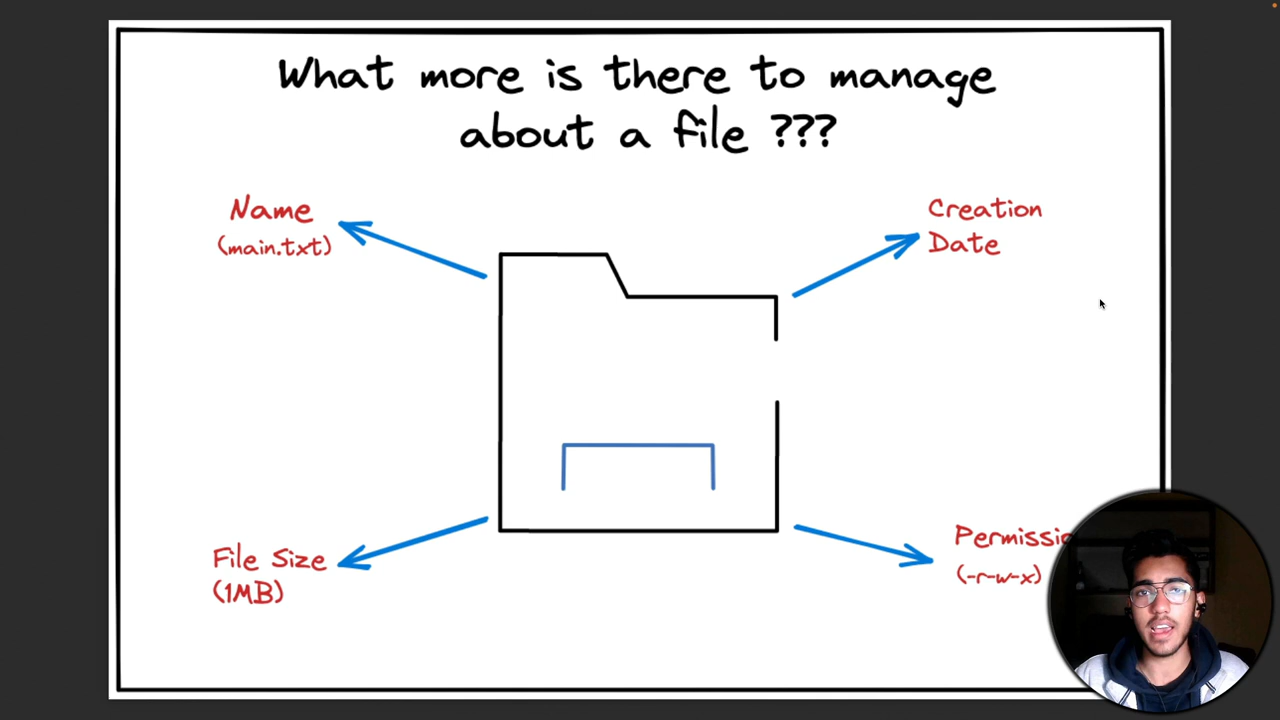 What more is there to manage
about a file ???
Name
(main.txt)
Creation
Date
File Size
(1MB)
(-r-w-x)